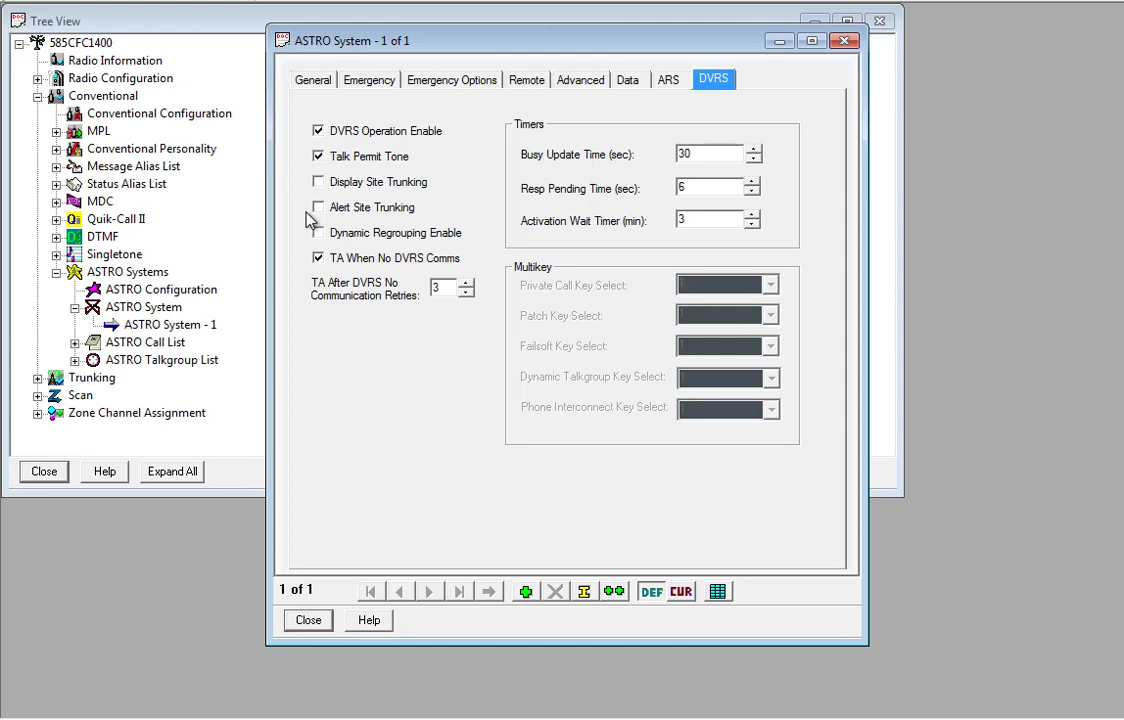 Tree View
585CFC1400
Radio Information
Radio Configuration
Conventional
Conventional Configuration
MPL
Conventional Personality
Message Alias List
Status Alias List
MDC
Quik-Call II
DTMF
Singletone
ASTRO Systems
ASTRO Configuration
ASTRO System
ASTRO System - 1
ASTRO Call List
ASTRO Talkgroup List
Trunking
Scan
Zone Channel Assignment
Close Help Expand All
ASTRO System - 1 of 1
General Emergency Emergency Options Remote Advanced Data ARS DVRS
DVRS Operation Enable
Talk Permit Tone
Display Site Trunking
Alert Site Trunking
Dynamic Regrouping Enable
TA When No DVRS Comms
TA After DVRS No
Communication Retries: 3
Timers
Busy Update Time (sec): 30
Resp Pending Time (sec): 6
Activation Wait Timer (min): 3
Multikey
Private Call Key Select:
Patch Key Select:
Failsoft Key Select:
Dynamic Talkgroup Key Select:
Phone Interconnect Key Select:
1 of 1 DEF CUR
Close Help